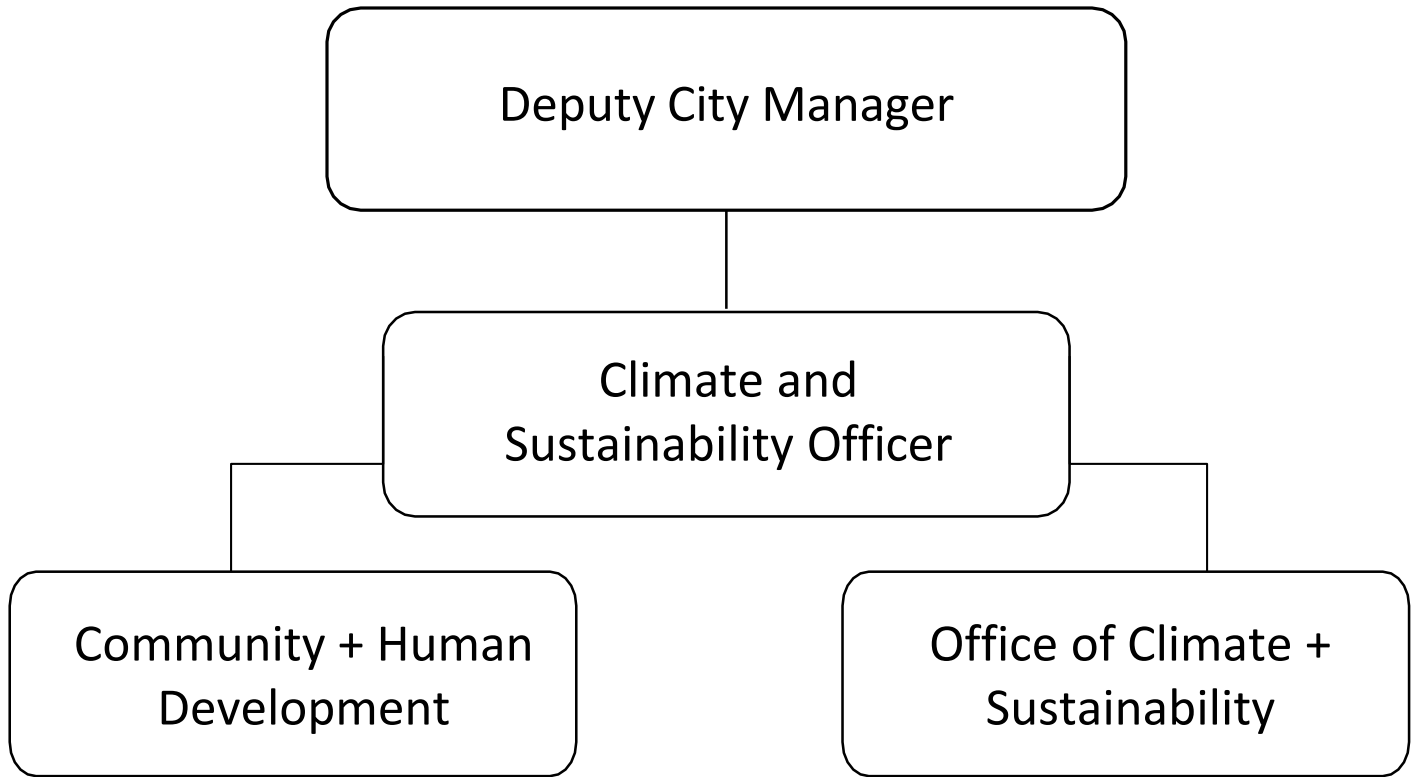 Deputy City Manager
Climate and
Sustainability Officer
Community + Human
Development
Office of Climate +
Sustainability